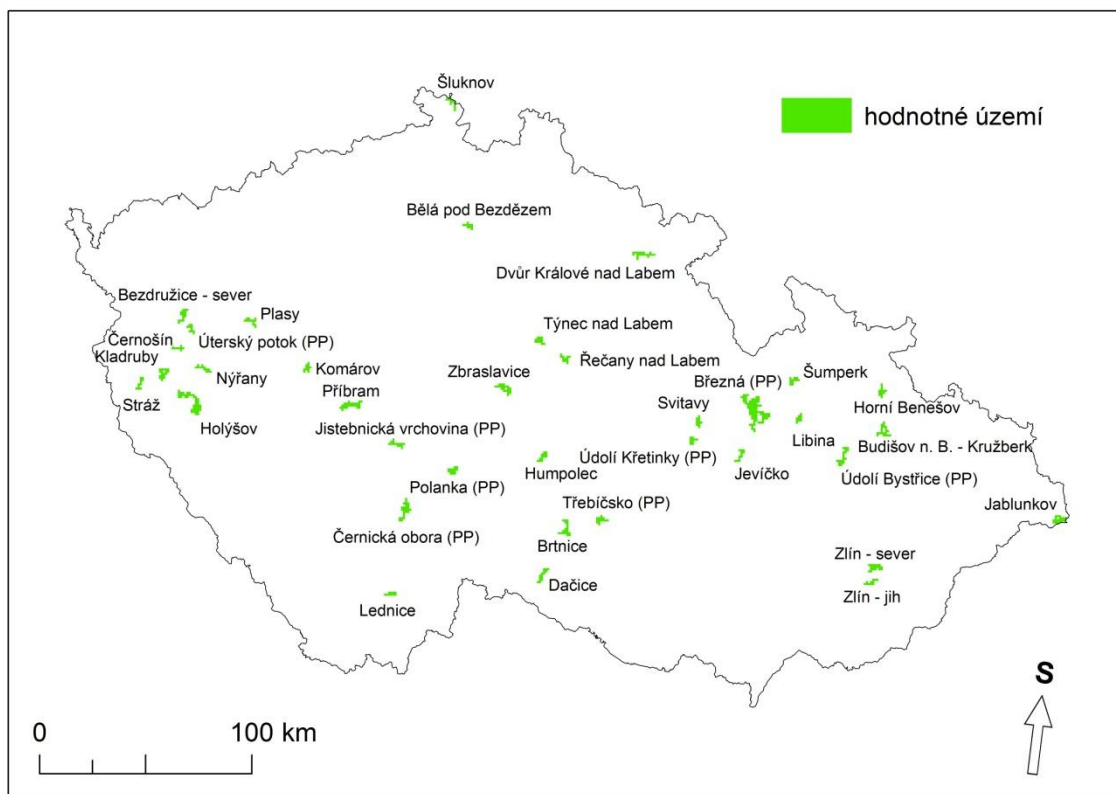 Šluknov
hodnotné území
Bělá pod Bezdězem
Dvůr Králové nad Labem
Bezdružice - sever
Plasy
Týnec nad Labem
Černošín
Úterský potok (PP)
Kladruby
Řečany nad Labem
Nýřany
Komárov
Zbraslavice
Šumperk
Březná (PP)
Příbram
Stráž
Svitavy
Horní Benešov
Holýšov
Jistebnická vrchovina (PP)
Libina
Budišov n. B. - Kružberk
Údolí Křetinky (PP)
Humpolec
Jevíčko
Údolí Bystřice (PP)
Polanka (PP)
Třebíčsko (PP)
Jablunkov
Černická obora (PP)
Brtnice
Zlín - sever
Dačice
Zlín - jih
Lednice
S
0
100 km